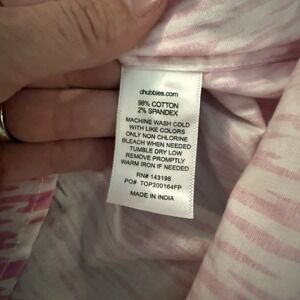 chubbies.com
98% COTTON
2% SPANDEX
MACHINE WASH COLD
WITH LIKE COLORS
ONLY NON CHLORINE
BLEACH WHEN NEEDED
TUMBLE DRY LOW
REMOVE PROMPTLY
WARM IRON IF NEEDED
RN# 143198
PO# TOP200164FP
MADE IN INDIA